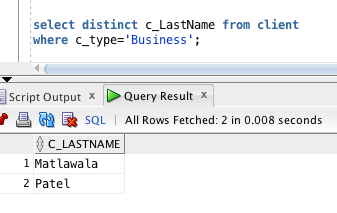 select distinct c_LastName from client
where c_type='Business';
Script Output x Query Result x
SQL | All Rows Fetched: 2 in 0.008 seconds
C_LASTNAME
1 Matlawala
2 Patel